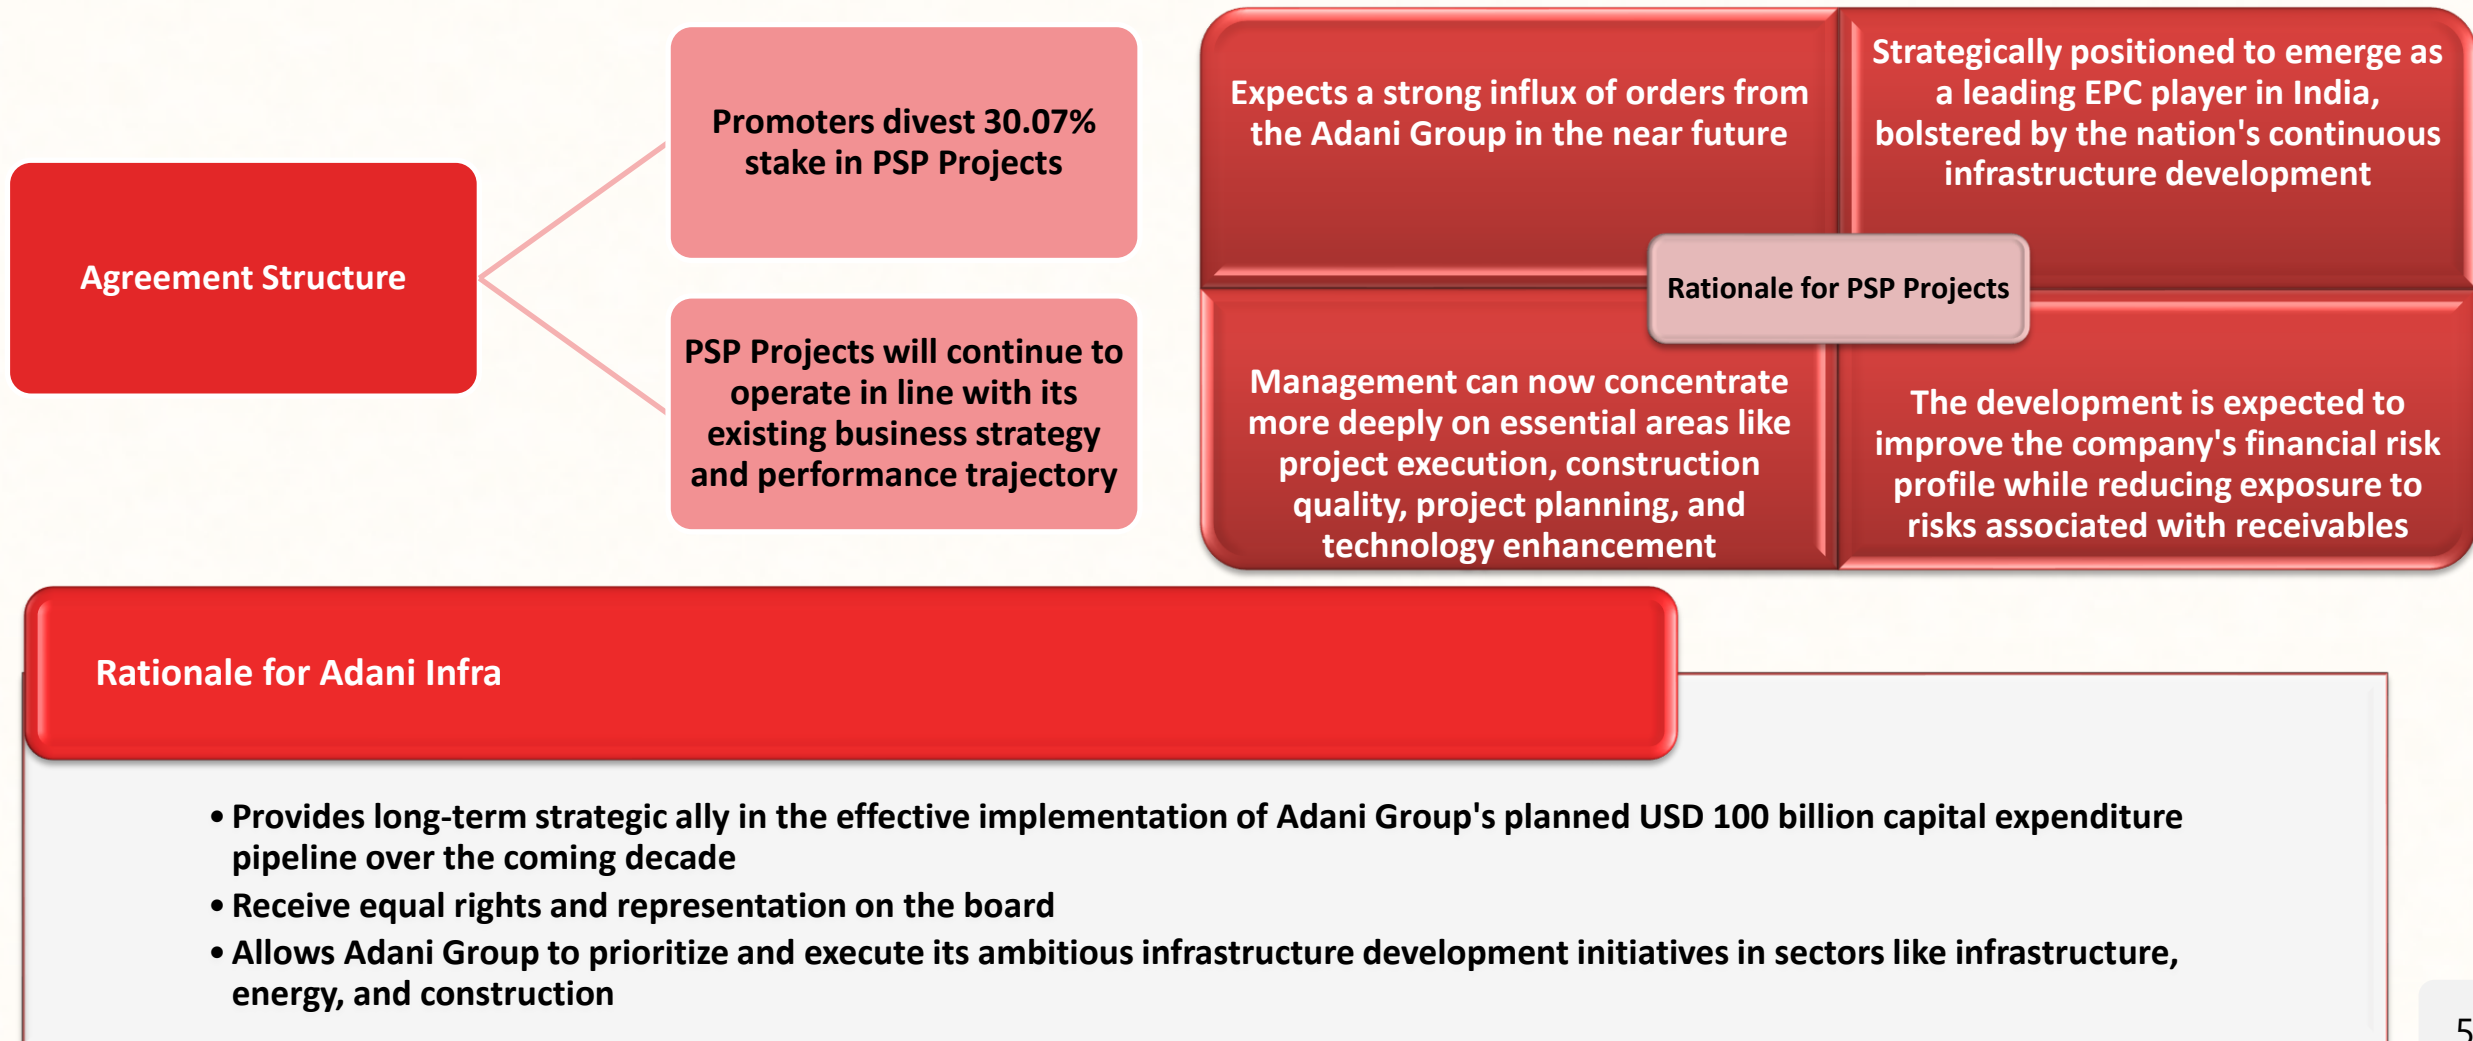 Agreement Structure
Promoters divest 30.07%
stake in PSP Projects
PSP Projects will continue to
operate in line with its
existing business strategy
and performance trajectory
Expects a strong influx of orders from
the Adani Group in the near future
Strategically positioned to emerge as
a leading EPC player in India,
bolstered by the nation's continuous
infrastructure development
Rationale for PSP Projects
Management can now concentrate
more deeply on essential areas like
project execution, construction
quality, project planning, and
technology enhancement
The development is expected to
improve the company's financial risk
profile while reducing exposure to
risks associated with receivables
Rationale for Adani Infra
• Provides long-term strategic ally in the effective implementation of Adani Group's planned USD 100 billion capital expenditure
pipeline over the coming decade
• Receive equal rights and representation on the board
• Allows Adani Group to prioritize and execute its ambitious infrastructure development initiatives in sectors like infrastructure,
energy, and construction
5